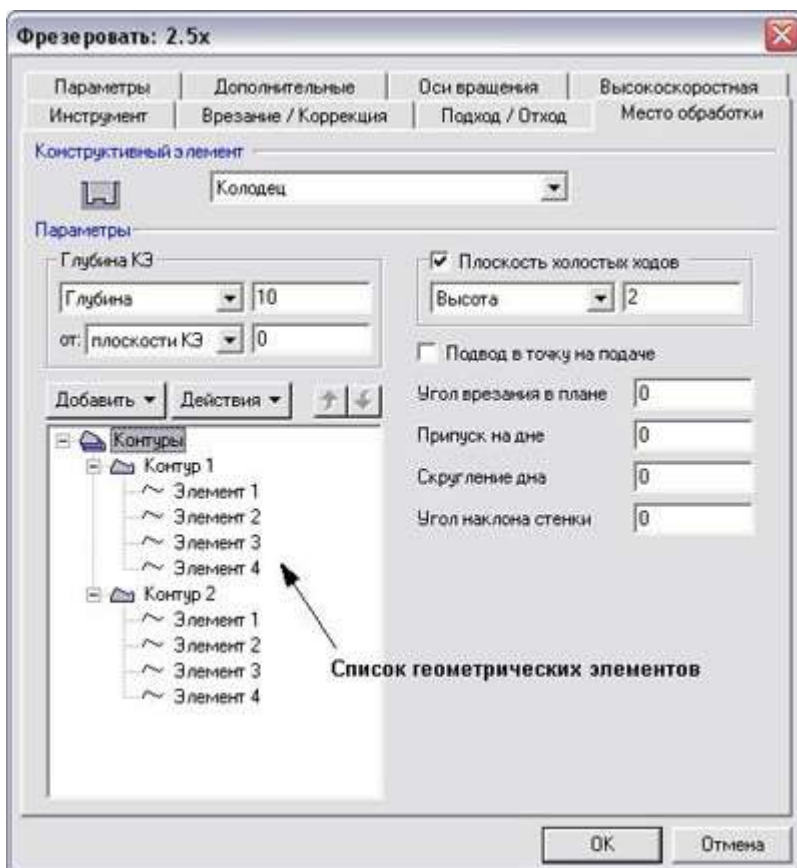 Фрезеровать: 2.5x
Параметры Дополнительные Оси вращения Высокоскоростная
Инструмент Врезание / Коррекция Подход / Отход Место обработки
Конструктивный элемент
Колодец
Параметры
Глубина КЭ
Глубина 10
от: плоскости КЭ 0
Плоскость холостых ходов
Высота 2
Подвод в точку на подаче
Угол врезания в плане 0
Припуск на дне 0
Скругление дна 0
Угол наклона стенки 0
Добавить Действия
Контуры
Контур 1
Элемент 1
Элемент 2
Элемент 3
Элемент 4
Контур 2
Элемент 1
Элемент 2
Элемент 3
Элемент 4
Список геометрических элементов
OK Отмена